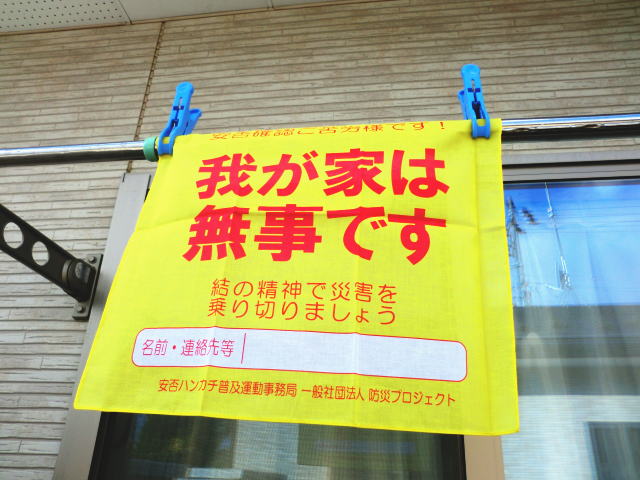 安否確認ご苦労様です!
我が家は
無事です
結の精神で災害を
乗り切りましょう
名前・連絡先等
安否ハンカチ普及運動事務局 一般社団法人 防災プロジェクト